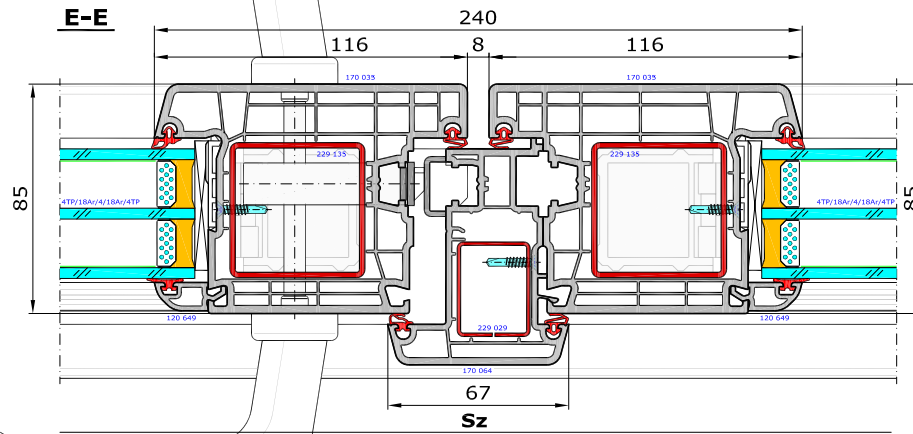 E-E
240
116 8 116
170 035 170 035
229 135 229 135
85 85
4TP/18Ar/4/18Ar/4TP 4TP/18Ar/4/18Ar/4TP
120 649 229 029 120 649
170 064
67
Sz